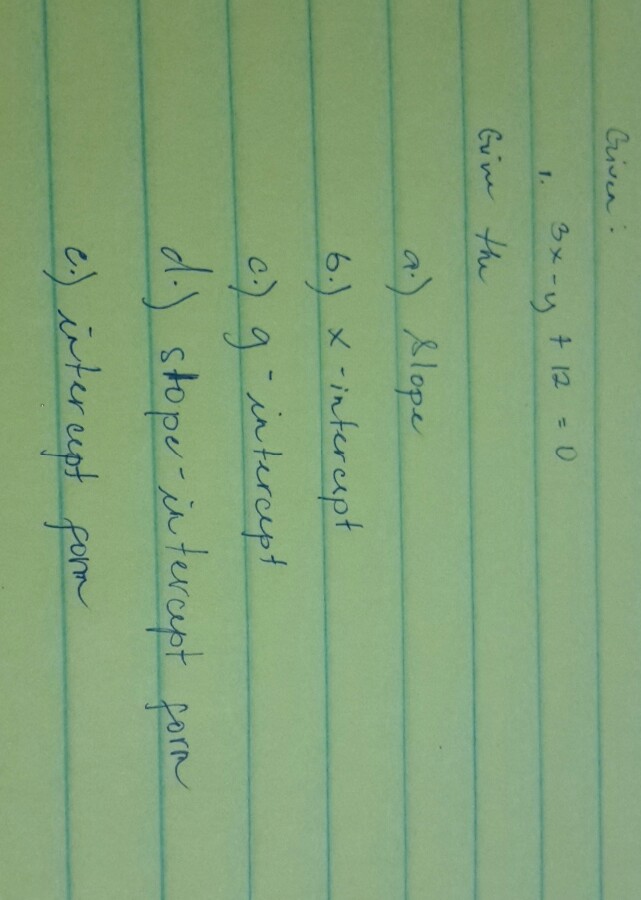 Given:
1. 3x - y + 12 = 0
Give the
a.) Slope
b.) x - intercept
c.) y - intercept
d.) slope - intercept form
e.) intercept form